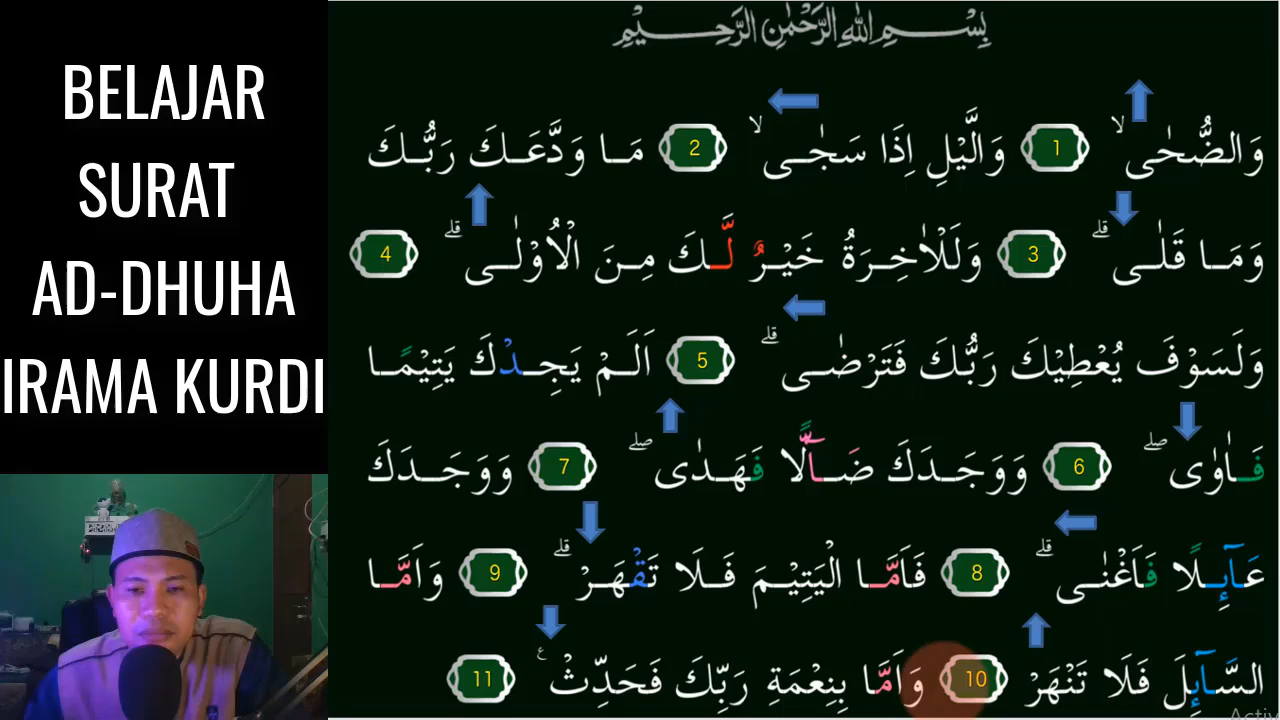 BELAJAR
SURAT
AD-DHUHA
IRAMA KURDI
بِسْمِ اللّٰهِ الرَّحْمٰنِ الرَّحِيْمِ
وَالضُّحٰىۙ 1 وَالَّيْلِ اِذَا سَجٰىۙ 2 مَا وَدَّعَكَ رَبُّكَ
وَمَا قَلٰىۗ 3 وَلَلْاٰخِرَةُ خَيْرٌ لَّكَ مِنَ الْاُوْلٰىۗ 4
وَلَسَوْفَ يُعْطِيْكَ رَبُّكَ فَتَرْضٰىۗ 5 اَلَمْ يَجِدْكَ يَتِيْمًا
فَاٰوٰىۖ 6 وَوَجَدَكَ ضَاۤلًّا فَهَدٰىۖ 7 وَوَجَدَكَ
عَاۤىِٕلًا فَاَغْنٰىۗ 8 فَاَمَّا الْيَتِيْمَ فَلَا تَقْهَرْۗ 9 وَاَمَّا
السَّاۤىِٕلَ فَلَا تَنْهَرْ 10 وَاَمَّا بِنِعْمَةِ رَبِّكَ فَحَدِّثْ ࣖ 11
Activ